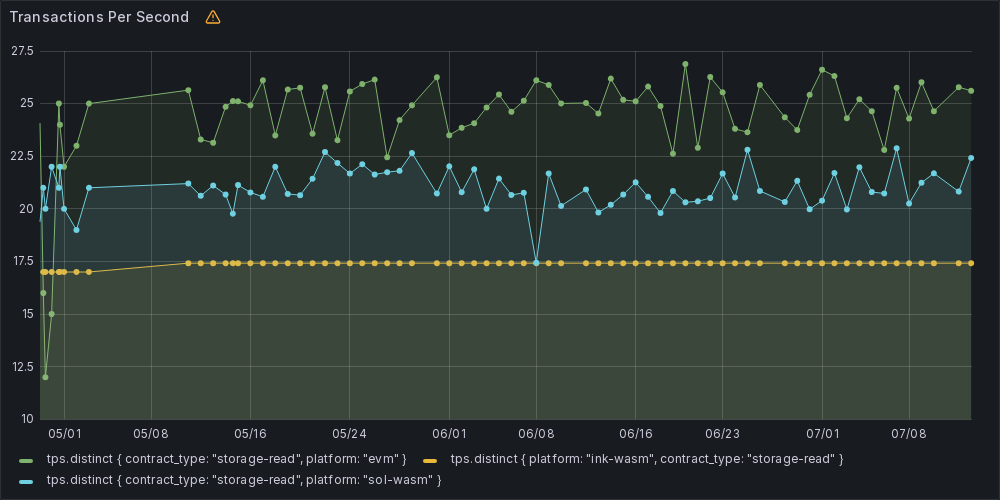 Transactions Per Second
27.5
25
22.5
20
17.5
15
12.5
10
05/01 05/08 05/16 05/24 06/01 06/08 06/16 06/23 07/01 07/08
tps.distinct { contract_type: "storage-read", platform: "evm" } tps.distinct { platform: "ink-wasm", contract_type: "storage-read" }
tps.distinct { contract_type: "storage-read", platform: "sol-wasm" }